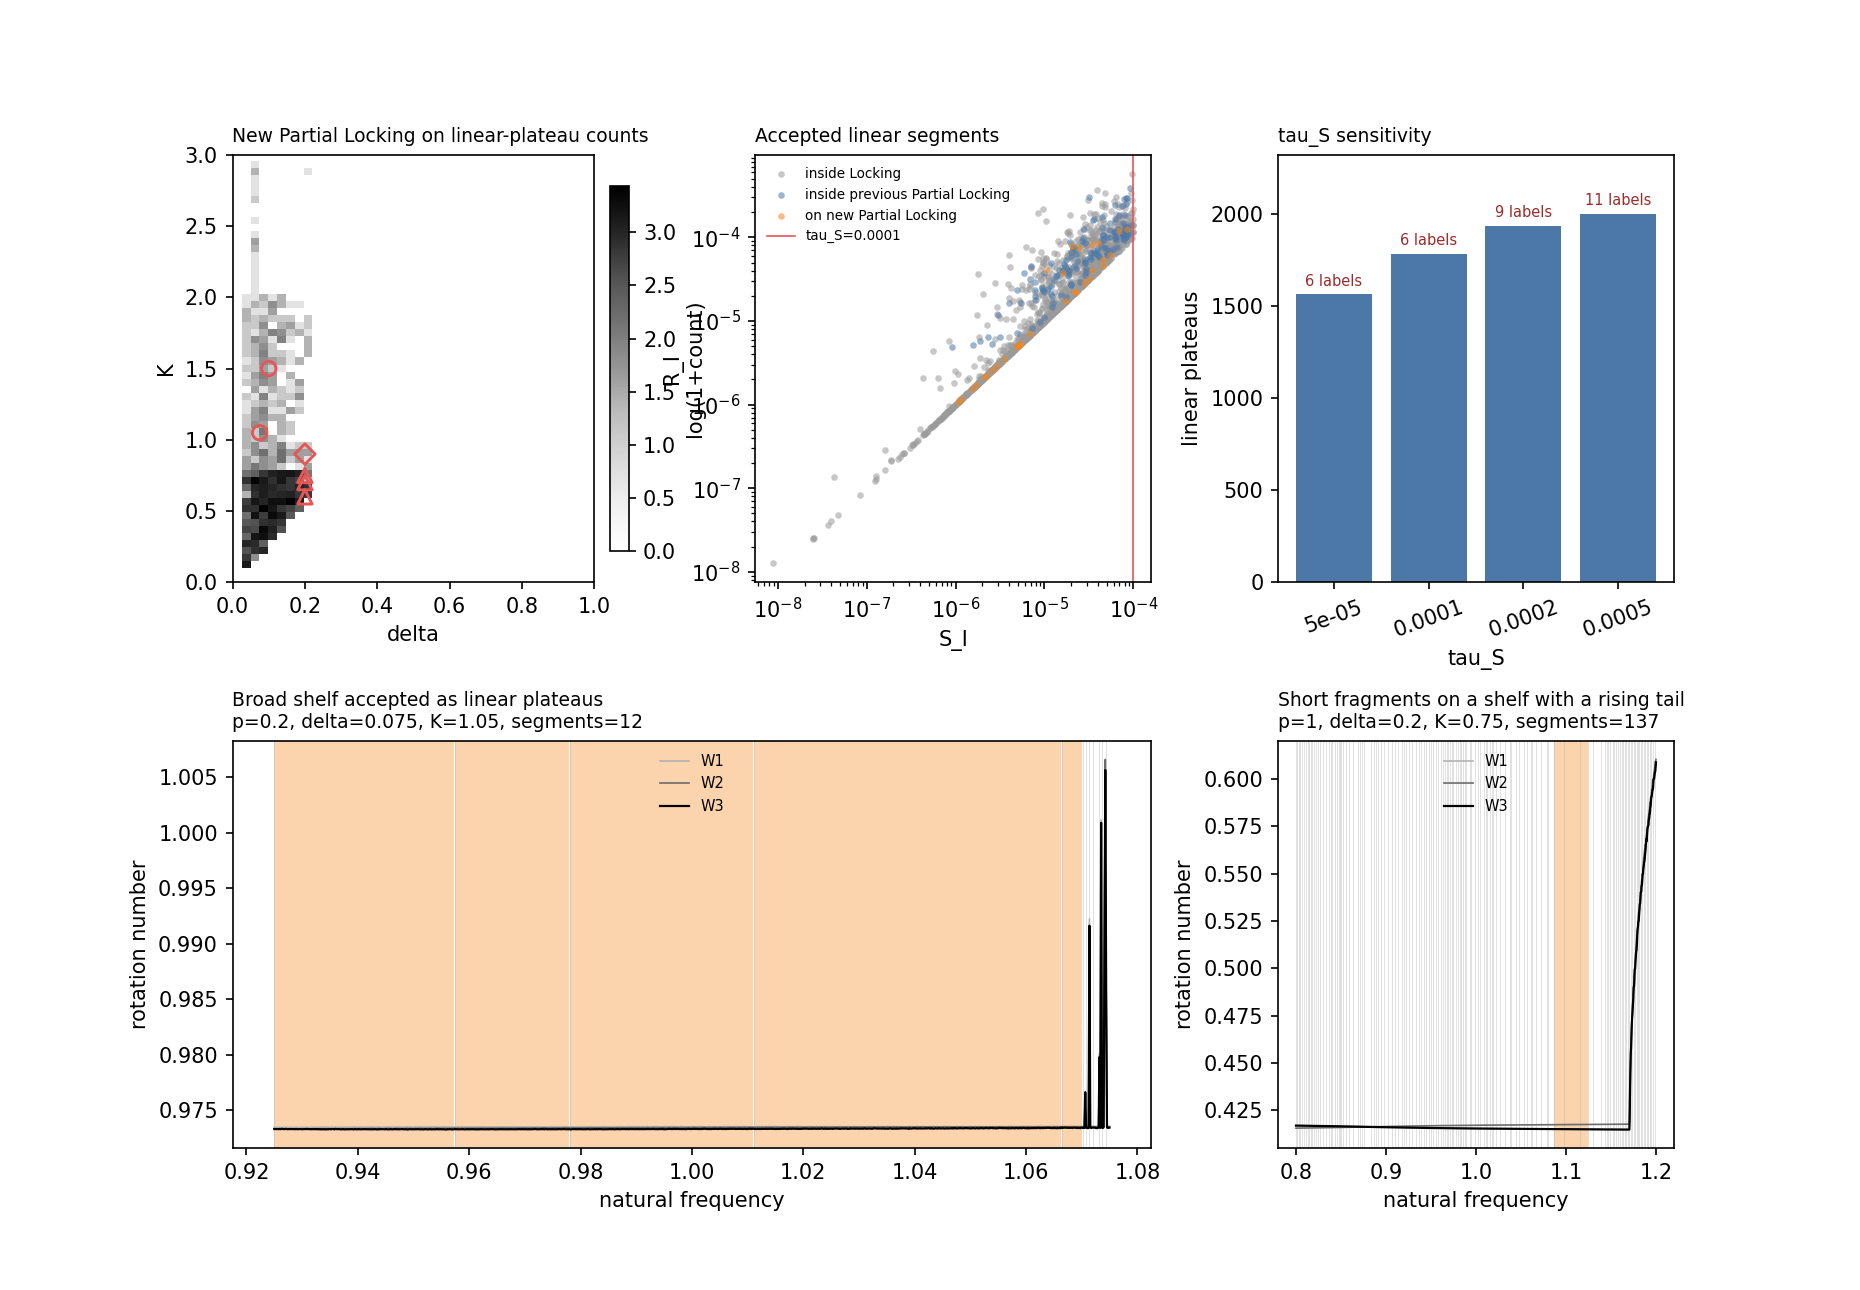 New Partial Locking on linear-plateau counts
3.0
2.5
2.0
1.5
1.0
0.5
0.0
K
0.0 0.2 0.4 0.6 0.8 1.0
delta
3.0
2.5
2.0
1.5
1.0
0.5
0.0
log(1+count)
Accepted linear segments
inside Locking
inside previous Partial Locking
on new Partial Locking
tau_S=0.0001
R_I
10⁻⁴
10⁻⁵
10⁻⁶
10⁻⁷
10⁻⁸
10⁻⁸ 10⁻⁷ 10⁻⁶ 10⁻⁵ 10⁻⁴
S_I
tau_S sensitivity
6 labels
6 labels
9 labels
11 labels
2000
1500
1000
500
0
linear plateaus
5e-05 0.0001 0.0002 0.0005
tau_S
Broad shelf accepted as linear plateaus
p=0.2, delta=0.075, K=1.05, segments=12
W1
W2
W3
1.005
1.000
0.995
0.990
0.985
0.980
0.975
rotation number
0.92 0.94 0.96 0.98 1.00 1.02 1.04 1.06 1.08
natural frequency
Short fragments on a shelf with a rising tail
p=1, delta=0.2, K=0.75, segments=137
W1
W2
W3
0.600
0.575
0.550
0.525
0.500
0.475
0.450
0.425
rotation number
0.8 0.9 1.0 1.1 1.2
natural frequency